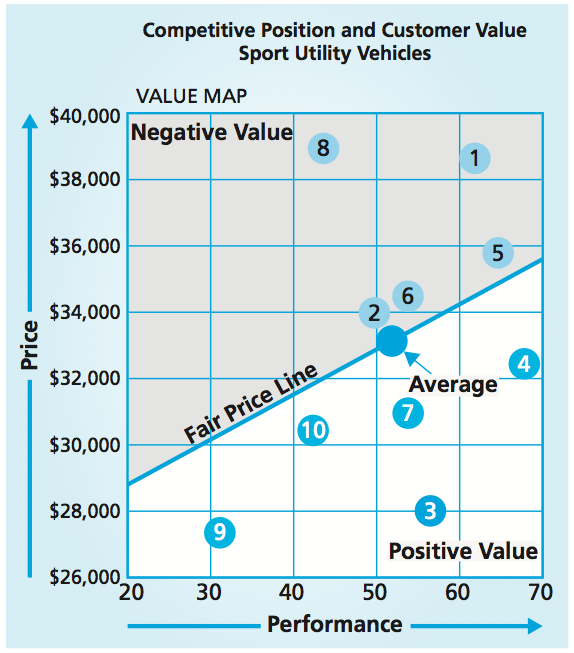 Competitive Position and Customer Value
Sport Utility Vehicles
VALUE MAP
$40,000
Negative Value
8
1
$38,000
$36,000
5
6
$34,000
2
Price
4
$32,000
Average
Fair Price Line
7
10
$30,000
$28,000
3
9
Positive Value
$26,000
20
30
40
50
60
70
Performance